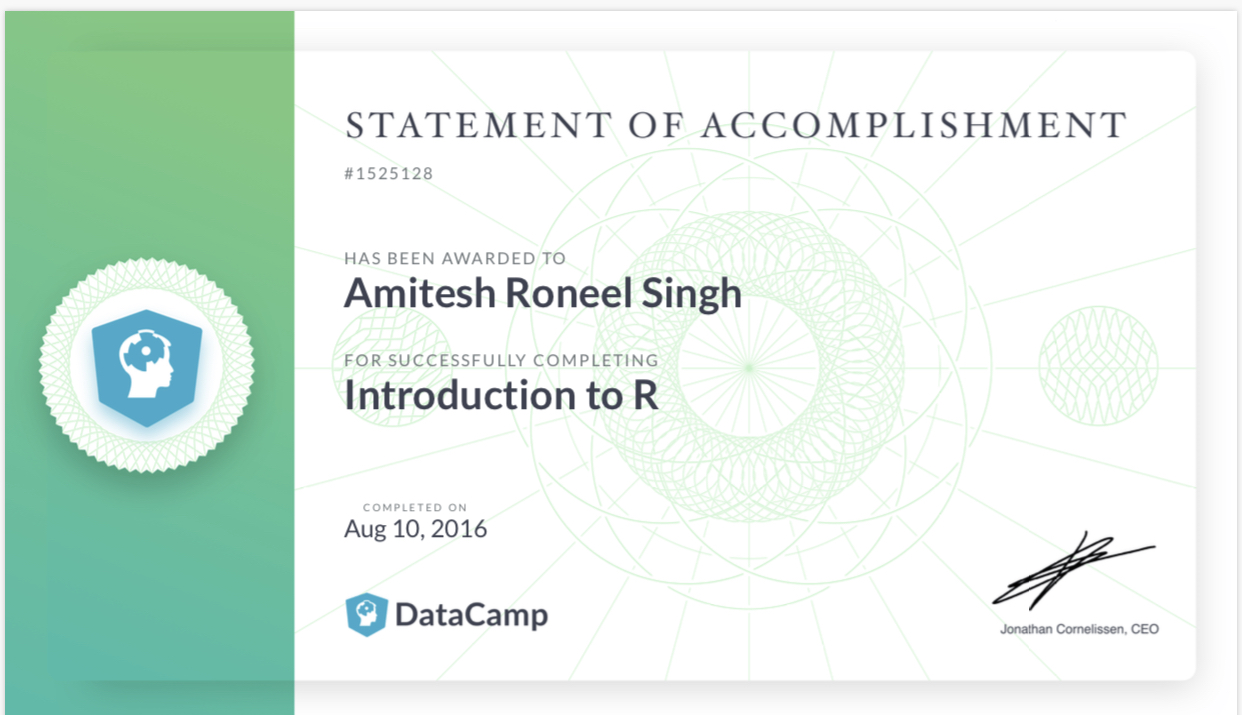 STATEMENT OF ACCOMPLISHMENT
#1525128
HAS BEEN AWARDED TO
Amitesh Roneel Singh
FOR SUCCESSFULLY COMPLETING
Introduction to R
COMPLETED ON
Aug 10, 2016
DataCamp
Jonathan Cornelissen, CEO